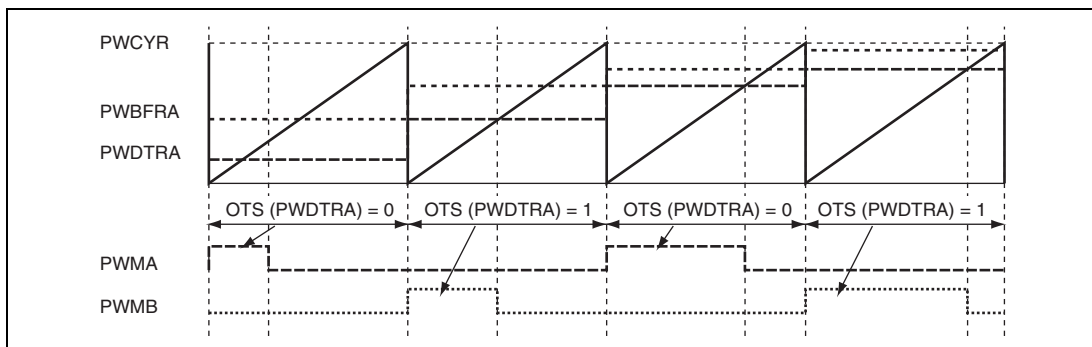 PWCYR
PWBFRA
PWDTRA
OTS (PWDTRA) = 0 OTS (PWDTRA) = 1 OTS (PWDTRA) = 0 OTS (PWDTRA) = 1
PWMA
PWMB